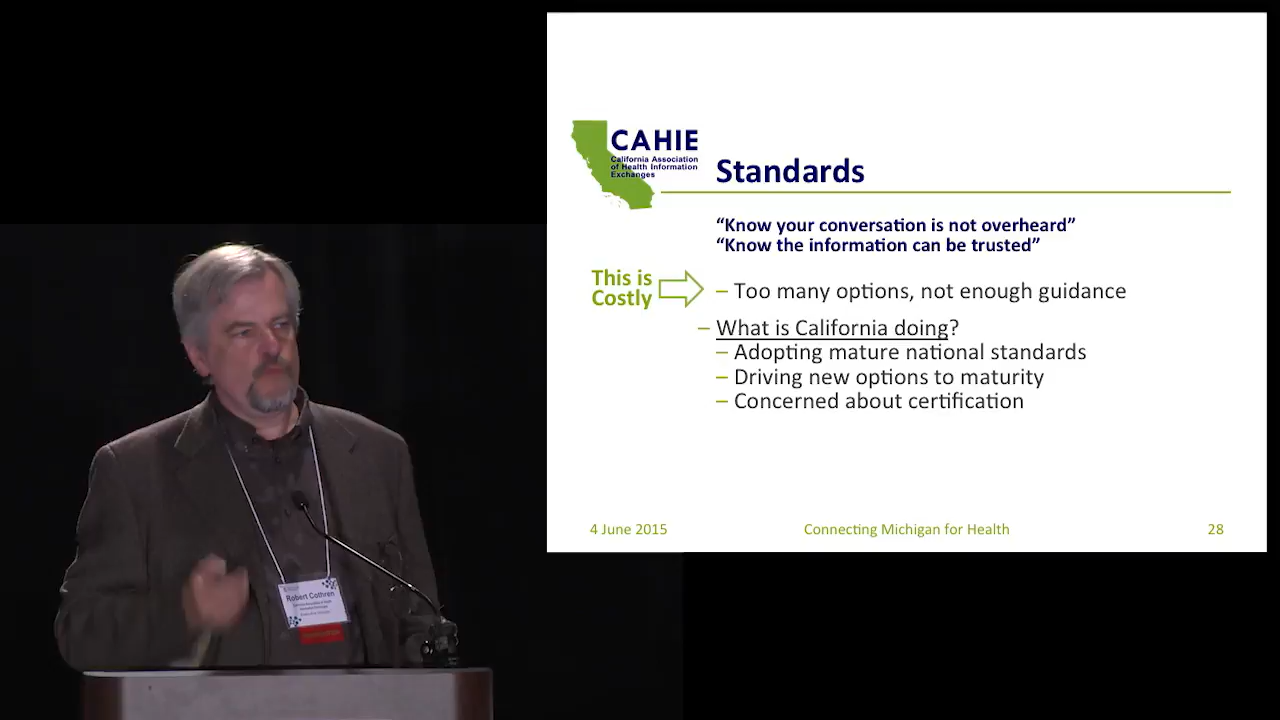 CAHIE
California Association
of Health Information
Exchanges
Standards
“Know your conversation is not overheard”
“Know the information can be trusted”
This is
Costly
– Too many options, not enough guidance
– What is California doing?
– Adopting mature national standards
– Driving new options to maturity
– Concerned about certification
4 June 2015
Connecting Michigan for Health
28
Robert Cothren